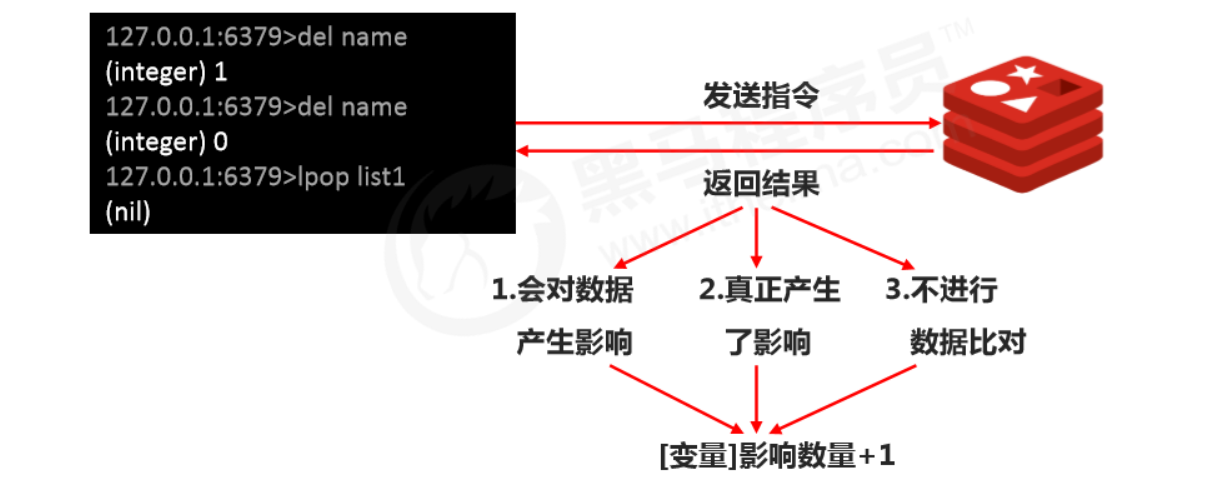 127.0.0.1:6379>del name
(integer) 1
127.0.0.1:6379>del name
(integer) 0
127.0.0.1:6379>lpop list1
(nil)
发送指令
返回结果
1.会对数据
产生影响
2.真正产生
了影响
3.不进行
数据比对
[变量]影响数量+1
黑马程序员TM
www.itheima.com